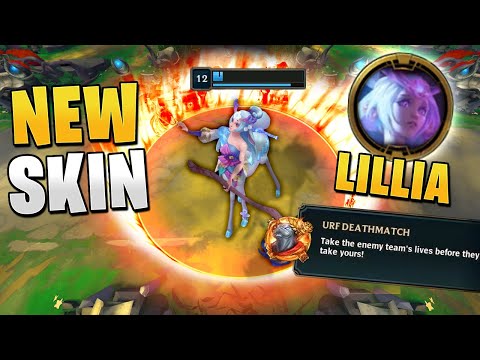 12
NEW
SKIN
LILLIA
URF DEATHMATCH
Take the enemy team's lives before they
take yours!